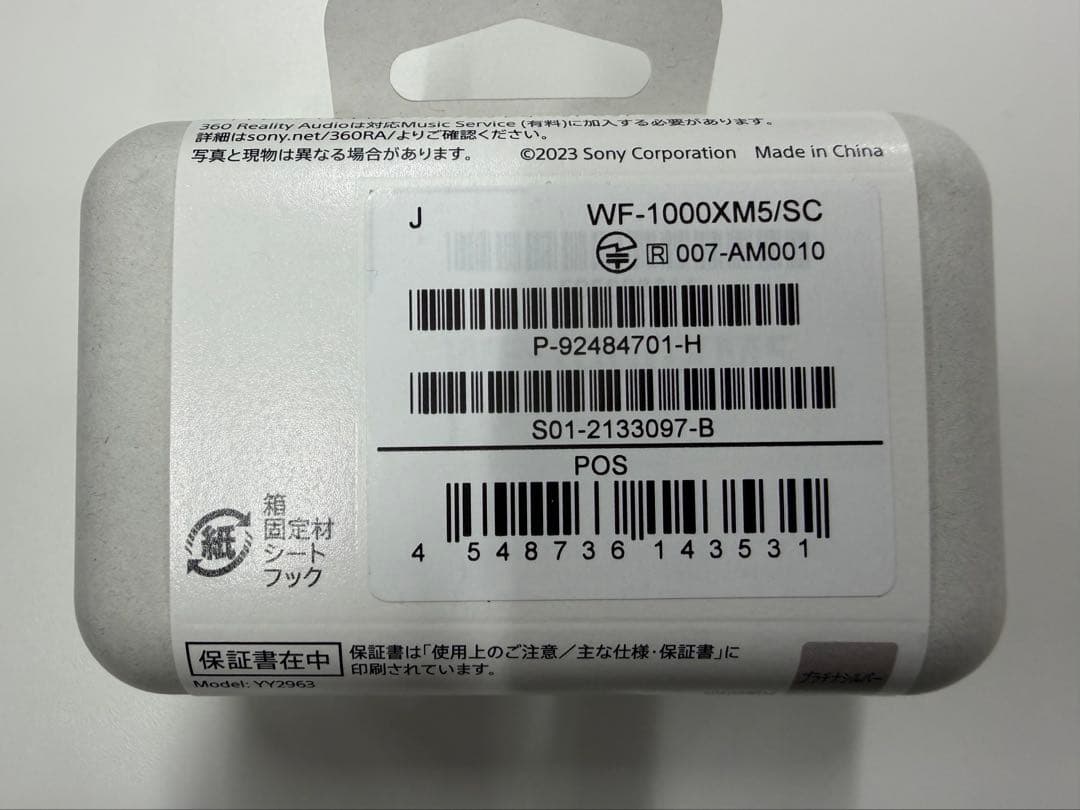 360 Reality Audioは対応Music Service (有料)に加入する必要があります。
詳細はsony.net/360RA/よりご確認ください。
写真と現物は異なる場合があります。 ©2023 Sony Corporation Made in China
J WF-1000XM5/SC
R 007-AM0010
P-92484701-H
S01-2133097-B
POS
4 548736 143531
紙
箱
固定材
シート
フック
保証書在中
保証書は「使用上のご注意／主な仕様・保証書」に
印刷されています。
Model: YY2963
プラチナシルバー